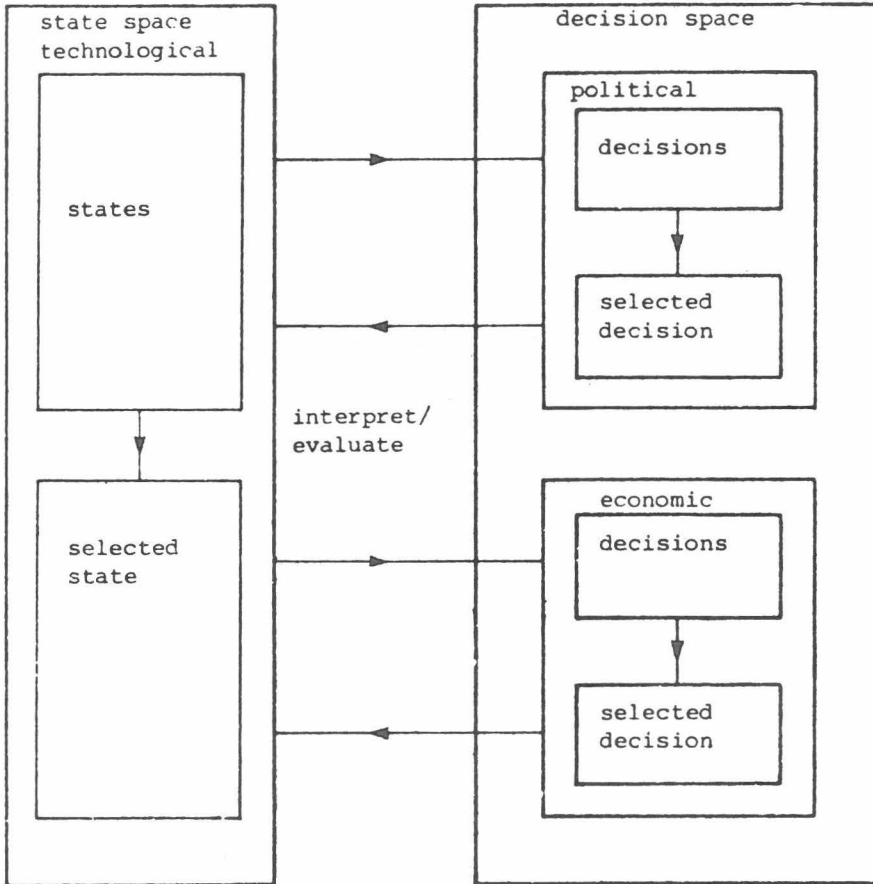 state space
technological
states
selected
state
interpret/
evaluate
decision space
political
decisions
selected
decision
economic
decisions
selected
decision